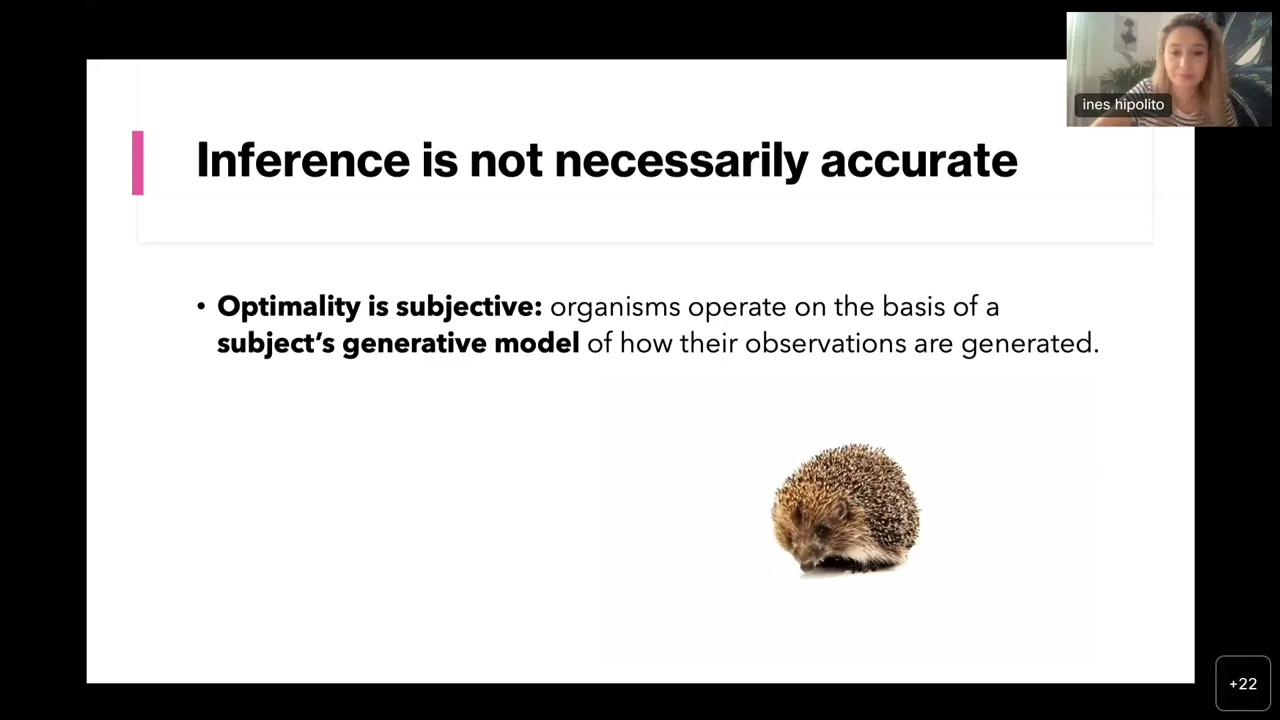 ines hipolito
Inference is not necessarily accurate
• Optimality is subjective: organisms operate on the basis of a
subject’s generative model of how their observations are generated.
+22